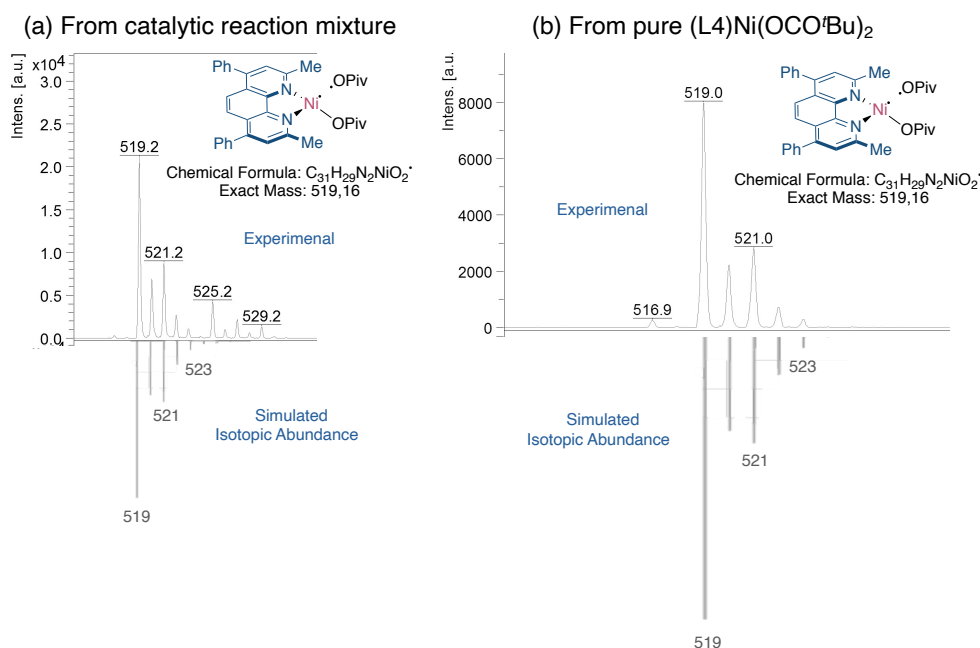 (a) From catalytic reaction mixture
Intens. [a.u.]
x10⁴
3.0
2.5
2.0
1.5
1.0
0.5
0.0
519.2
521.2
525.2
529.2
Ph
Me
N
Ni
.OPiv
N
OPiv
Ph
Me
Chemical Formula: C₃₁H₂₉N₂NiO₂•
Exact Mass: 519,16
Experimenal
523
521
Simulated
Isotopic Abundance
519
(b) From pure (L4)Ni(OCOᵗBu)₂
Intens. [a.u.
8000
6000
4000
2000
0
516.9
519.0
521.0
Ph
Me
N
Ni
.OPiv
N
OPiv
Ph
Me
Chemical Formula: C₃₁H₂₉N₂NiO₂•
Exact Mass: 519,16
Experimenal
523
521
Simulated
Isotopic Abundance
519